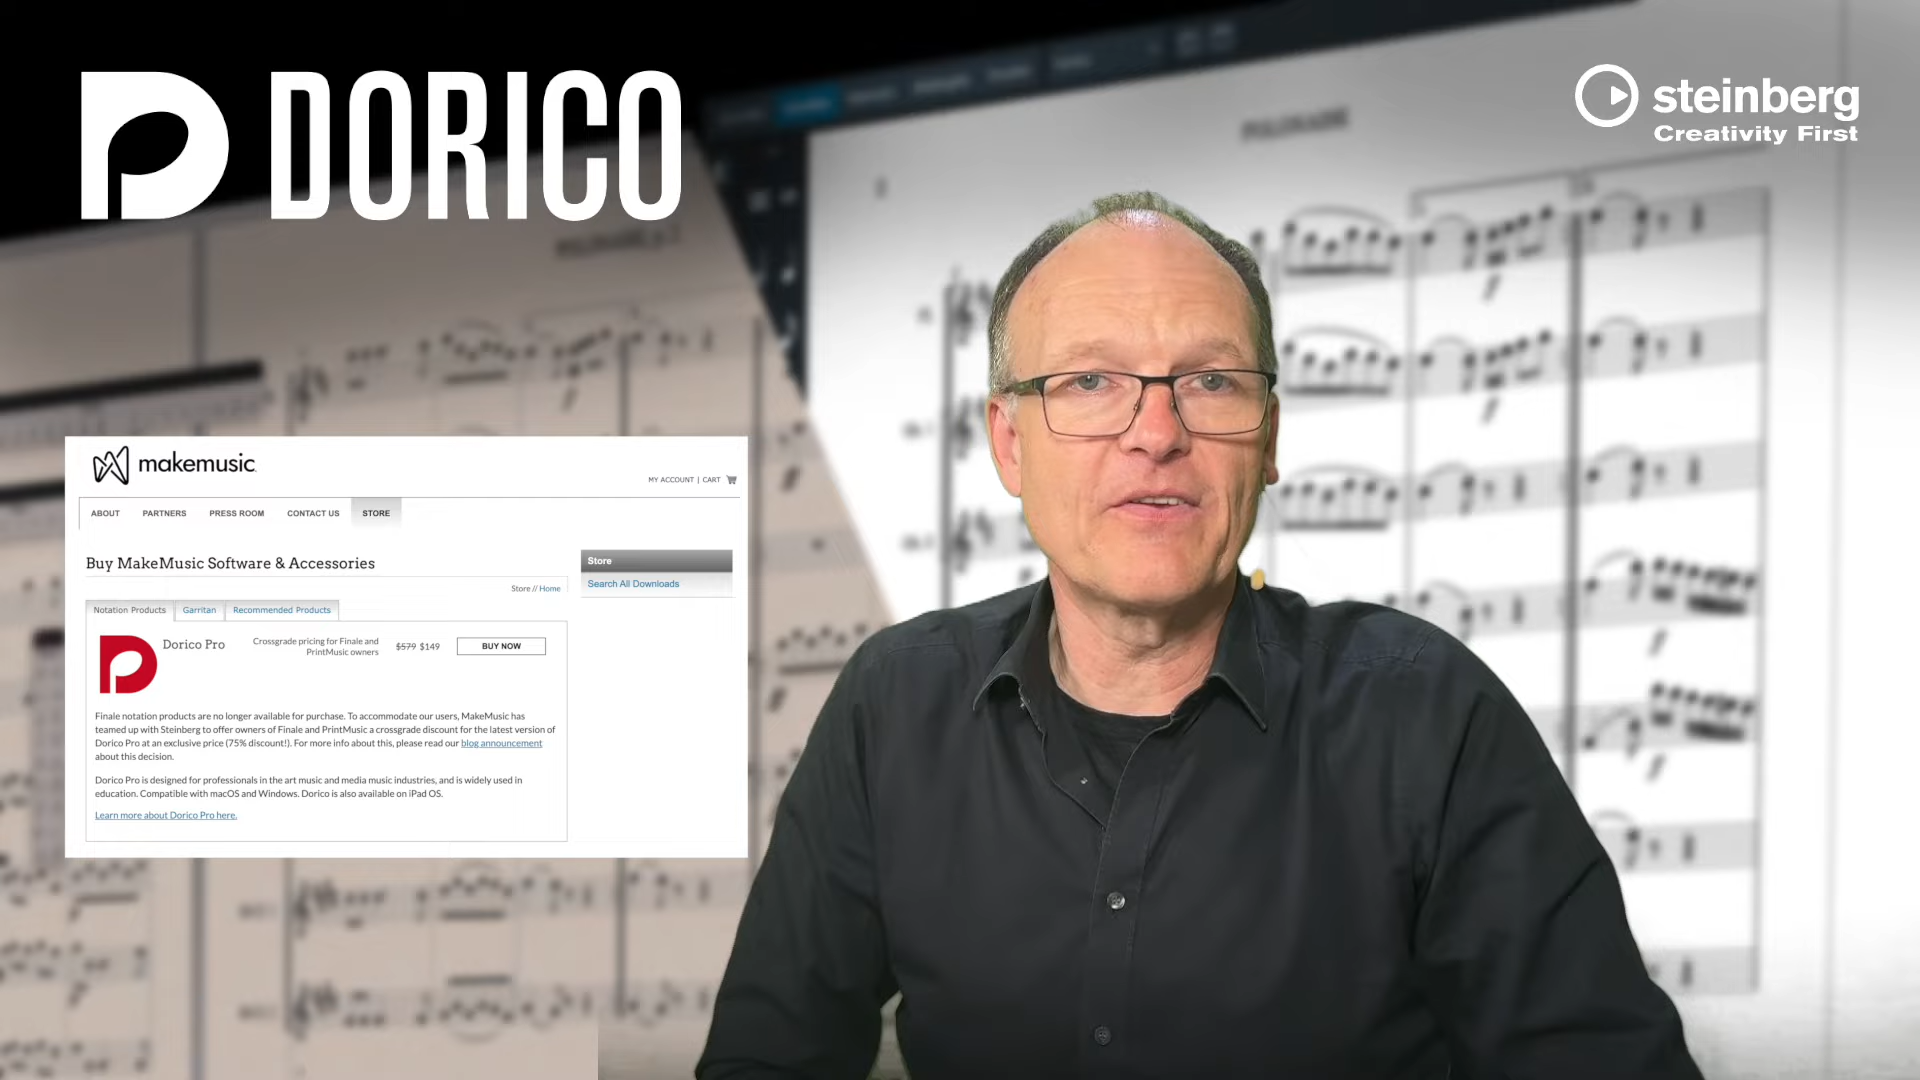 DORICO
steinberg
Creativity First
makemusic
MY ACCOUNT | CART
ABOUT PARTNERS PRESS ROOM CONTACT US STORE
Buy MakeMusic Software & Accessories
Store // Home
Store
Search All Downloads
Notation Products Garritan Recommended Products
Dorico Pro
Crossgrade pricing for Finale and
PrintMusic owners
$579 $149
BUY NOW
Finale notation products are no longer available for purchase. To accommodate our users, MakeMusic has
teamed up with Steinberg to offer owners of Finale and PrintMusic a crossgrade discount for the latest version of
Dorico Pro at an exclusive price (75% discount!). For more info about this, please read our blog announcement
about this decision.
Dorico Pro is designed for professionals in the art music and media music industries, and is widely used in
education. Compatible with macOS and Windows. Dorico is also available on iPad OS.
Learn more about Dorico Pro here.